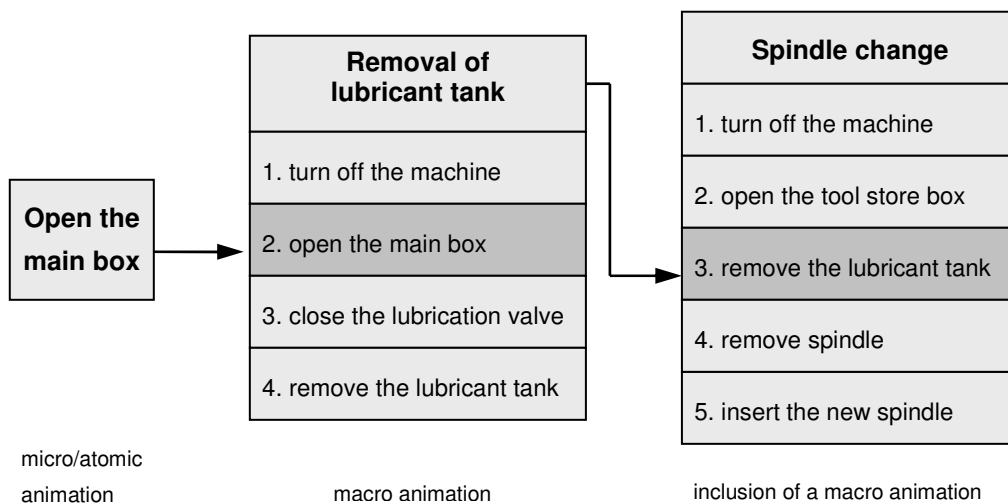 Open the
main box
Removal of
lubricant tank
1. turn off the machine
2. open the main box
3. close the lubrication valve
4. remove the lubricant tank
Spindle change
1. turn off the machine
2. open the tool store box
3. remove the lubricant tank
4. remove spindle
5. insert the new spindle
micro/atomic
animation
macro animation
inclusion of a macro animation